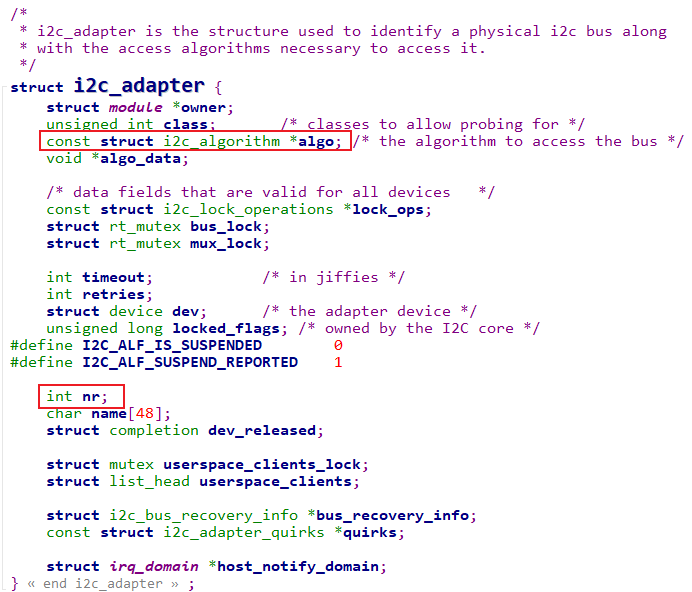 /*
 * i2c_adapter is the structure used to identify a physical i2c bus along
 * with the access algorithms necessary to access it.
 */
struct i2c_adapter {
    struct module *owner;
    unsigned int class;       /* classes to allow probing for */
    const struct i2c_algorithm *algo; /* the algorithm to access the bus */
    void *algo_data;

    /* data fields that are valid for all devices   */
    const struct i2c_lock_operations *lock_ops;
    struct rt_mutex bus_lock;
    struct rt_mutex mux_lock;

    int timeout;            /* in jiffies */
    int retries;
    struct device dev;      /* the adapter device */
    unsigned long locked_flags; /* owned by the I2C core */
#define I2C_ALF_IS_SUSPENDED        0
#define I2C_ALF_SUSPEND_REPORTED    1

    int nr;
    char name[48];
    struct completion dev_released;

    struct mutex userspace_clients_lock;
    struct list_head userspace_clients;

    struct i2c_bus_recovery_info *bus_recovery_info;
    const struct i2c_adapter_quirks *quirks;

    struct irq_domain *host_notify_domain;
} « end i2c_adapter » ;